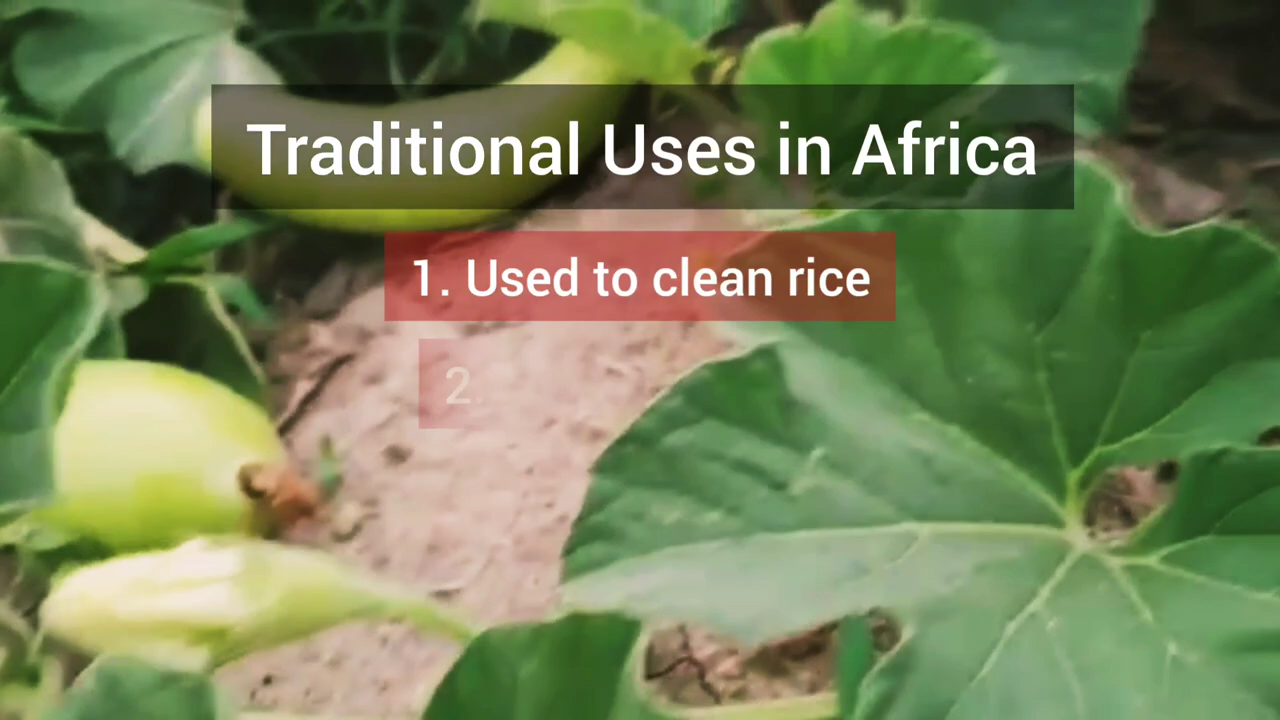 Traditional Uses in Africa
1. Used to clean rice
2.